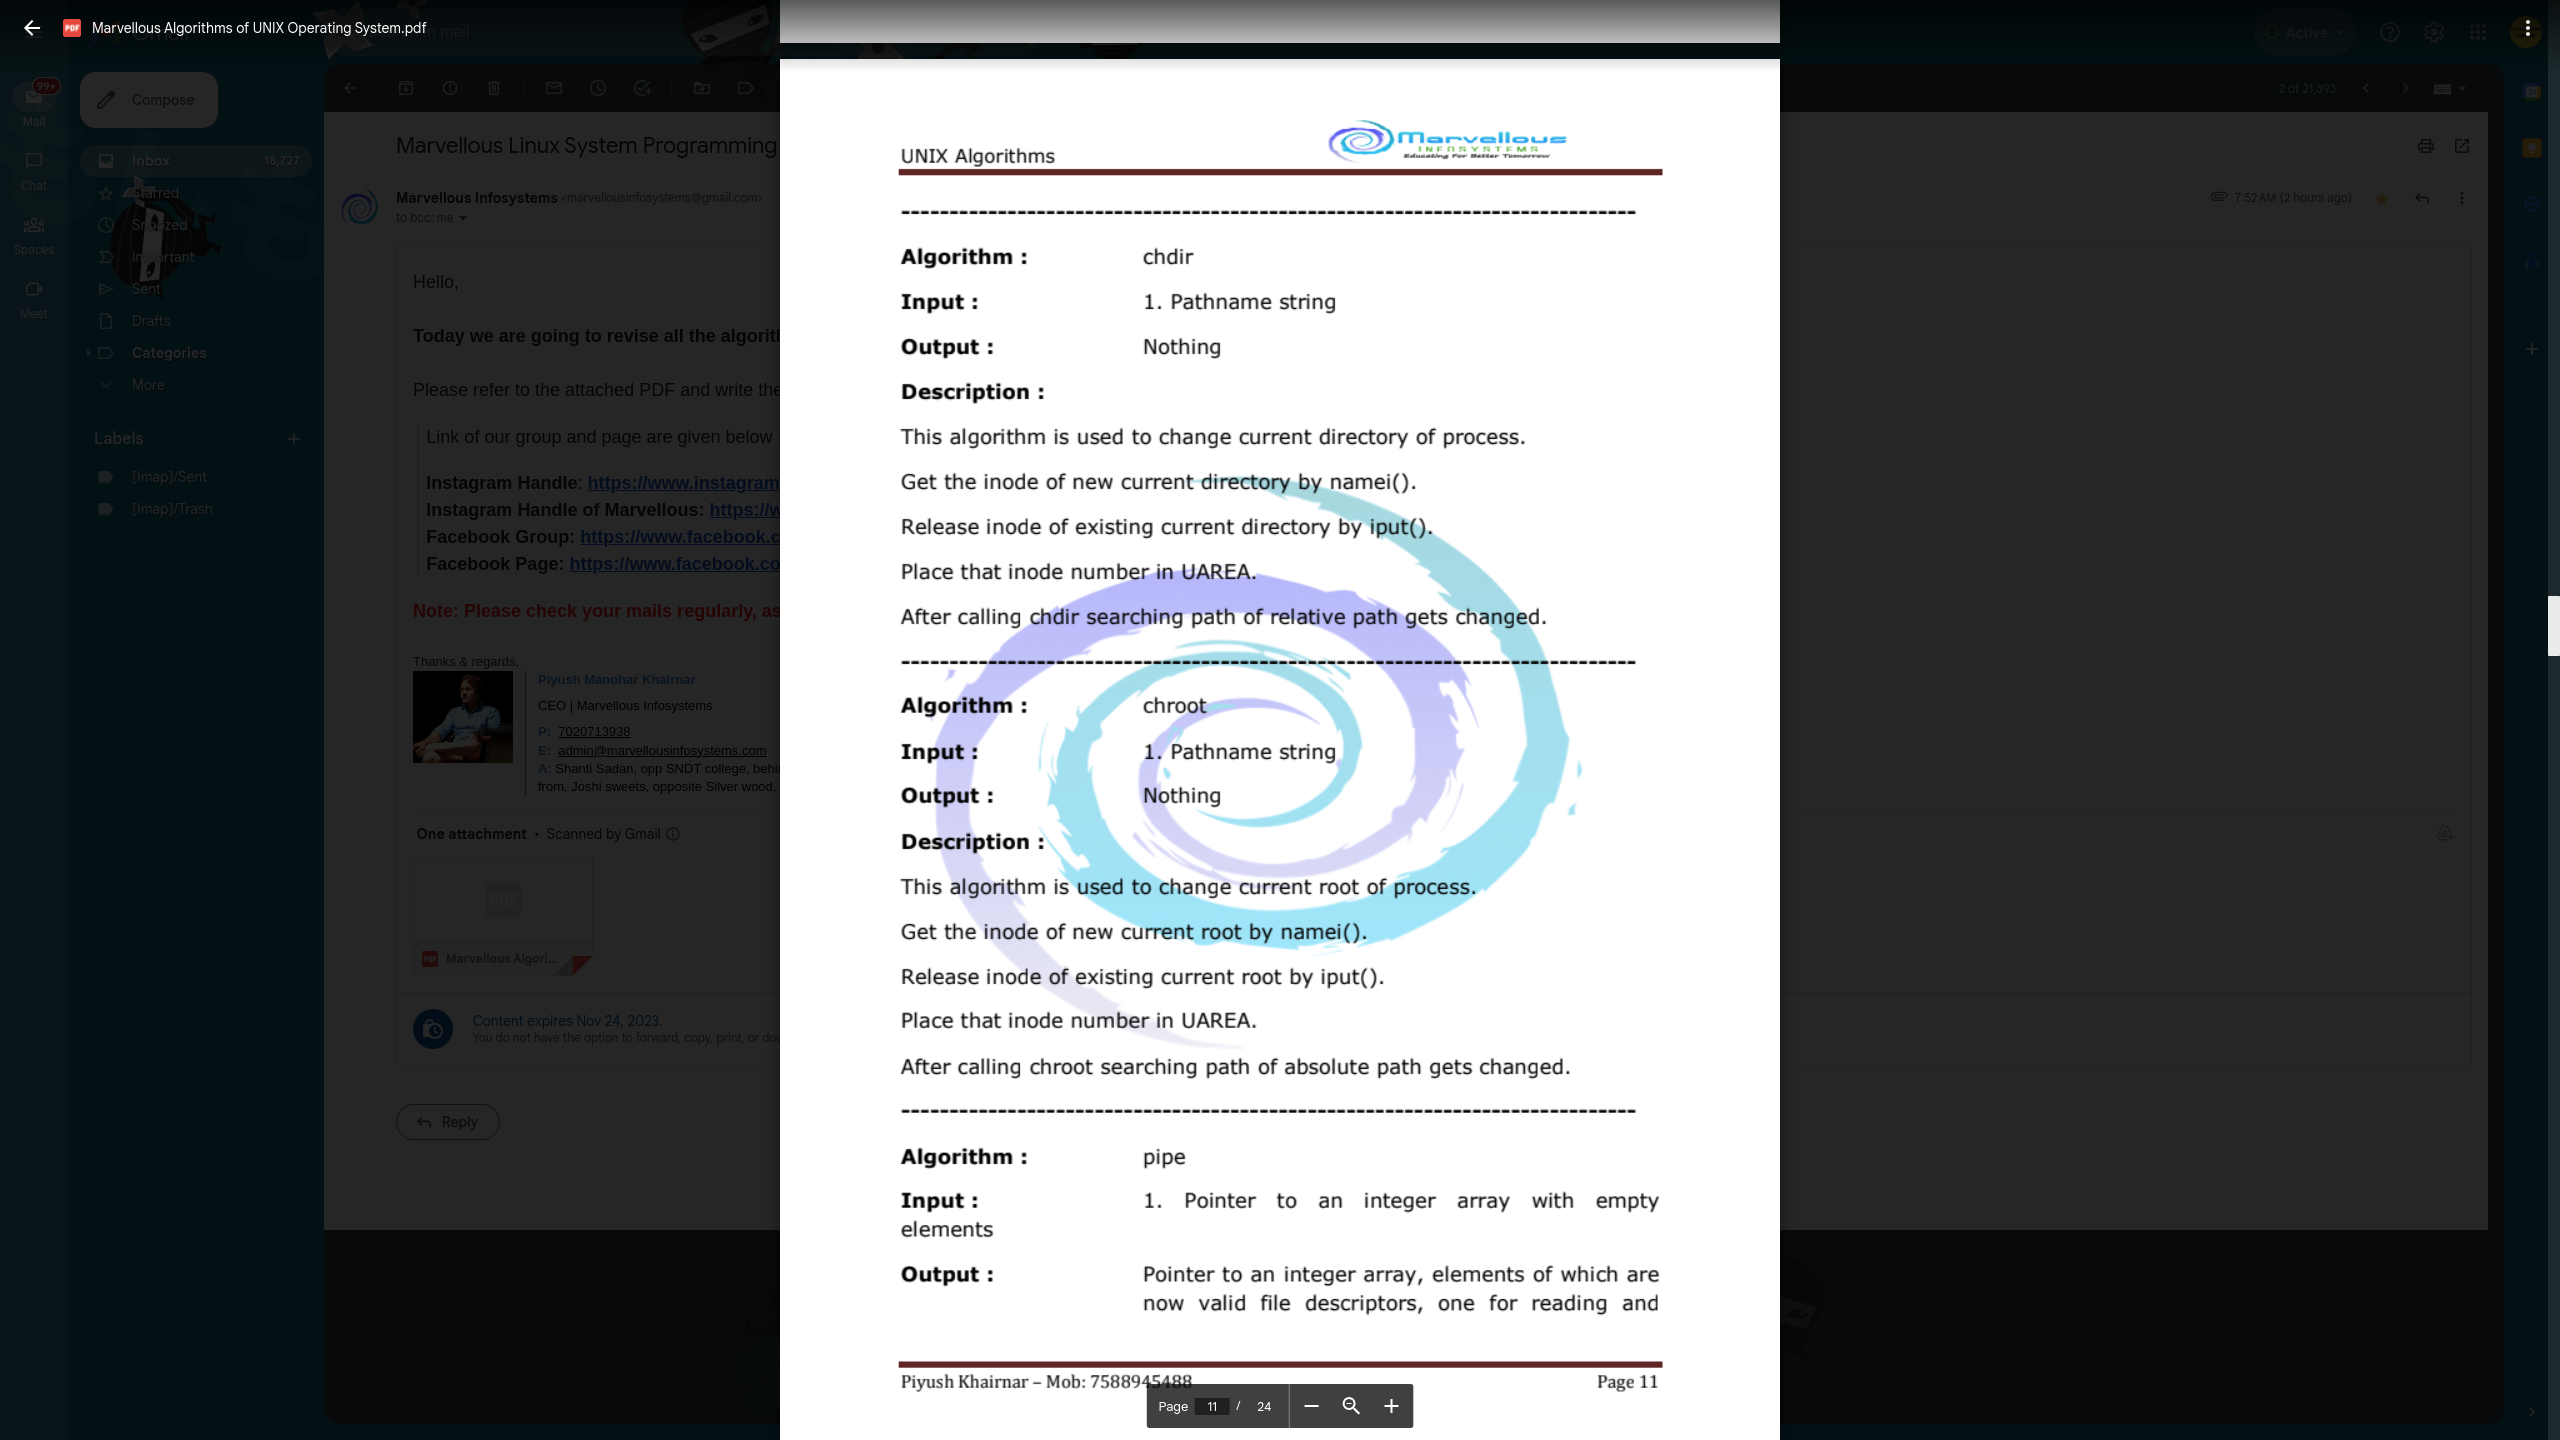 Marvellous Algorithms of UNIX Operating System.pdf
mail
Active
99+
Mail
Chat
Spaces
Meet
Compose
Inbox 18,727
Starred
Snoozed
Important
Sent
Drafts
Categories
More
Labels
[Imap]/Sent
[Imap]/Trash
2 of 21,393
Marvellous Linux System Programming
Marvellous Infosystems <marvellousinfosystems@gmail.com>
to bcc: me
7:52 AM (2 hours ago)
Hello,
Today we are going to revise all the algorith
Please refer to the attached PDF and write the
Link of our group and page are given below
Instagram Handle: https://www.instagram
Instagram Handle of Marvellous: https://w
Facebook Group: https://www.facebook.c
Facebook Page: https://www.facebook.co
Note: Please check your mails regularly, as
Thanks & regards,
Piyush Manohar Khairnar
CEO | Marvellous Infosystems
P: 7020713938
E: admin@marvellousinfosystems.com
A: Shanti Sadan, opp SNDT college, behi
from, Joshi sweets, opposite Silver wood,
One attachment • Scanned by Gmail
PDF
Marvellous Algori...
Content expires Nov 24, 2023.
You do not have the option to forward, copy, print, or dow
Reply
UNIX Algorithms
Marvellous
INFOSYSTEMS
Educating For Better Tomorrow
Algorithm : chdir
Input : 1. Pathname string
Output : Nothing
Description :
This algorithm is used to change current directory of process.
Get the inode of new current directory by namei().
Release inode of existing current directory by iput().
Place that inode number in UAREA.
After calling chdir searching path of relative path gets changed.
Algorithm : chroot
Input : 1. Pathname string
Output : Nothing
Description :
This algorithm is used to change current root of process.
Get the inode of new current root by namei().
Release inode of existing current root by iput().
Place that inode number in UAREA.
After calling chroot searching path of absolute path gets changed.
Algorithm : pipe
Input : 1. Pointer to an integer array with empty
elements
Output : Pointer to an integer array, elements of which are
now valid file descriptors, one for reading and
Piyush Khairnar – Mob: 7588945488 Page 11
Page 11 / 24